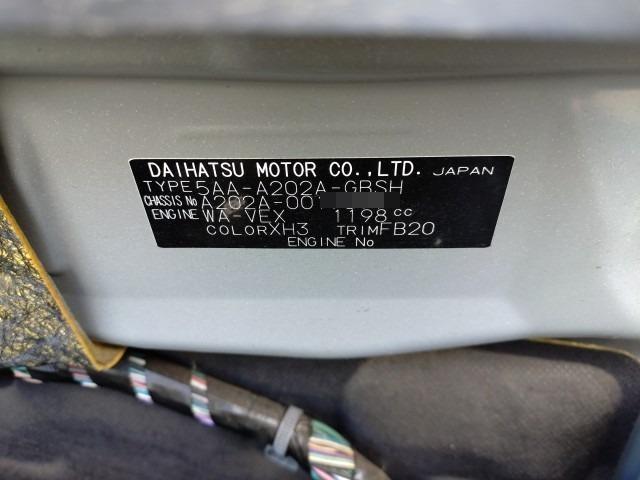 DAIHATSU MOTOR CO.,LTD. JAPAN
TYPE 5AA-A202A-GBSH
CHASSIS No A202A-001
ENGINE WA-VEX 1198 cc
COLOR XH3 TRIM FB20
ENGINE No